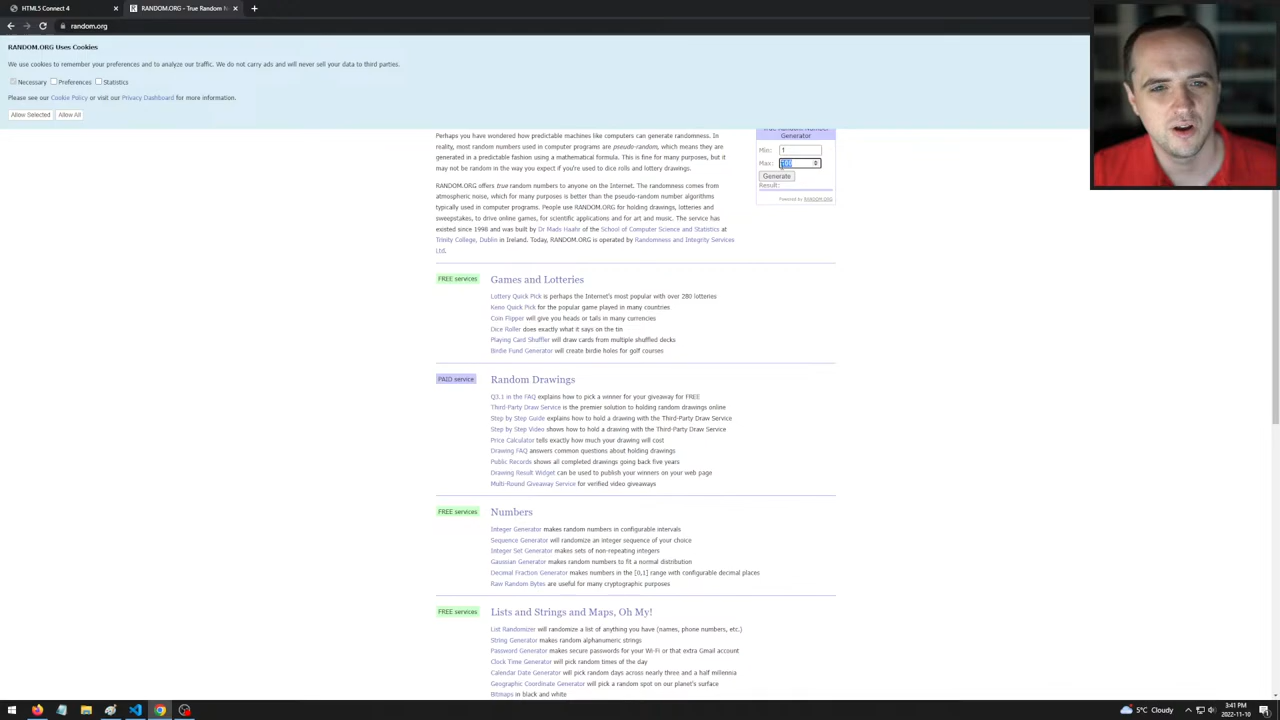 HTML5 Connect 4
RANDOM.ORG - True Random N
random.org
RANDOM.ORG Uses Cookies
We use cookies to remember your preferences and to analyze our traffic. We do not carry ads and will never sell your data to third parties.
Necessary Preferences Statistics
Please see our Cookie Policy or visit our Privacy Dashboard for more information.
Allow Selected Allow All
True Random Number
Generator
Min: 1
Max: 100
Generate
Result:
Powered by RANDOM.ORG
Perhaps you have wondered how predictable machines like computers can generate randomness. In
reality, most random numbers used in computer programs are pseudo-random, which means they are
generated in a predictable fashion using a mathematical formula. This is fine for many purposes, but it
may not be random in the way you expect if you're used to dice rolls and lottery drawings.
RANDOM.ORG offers true random numbers to anyone on the Internet. The randomness comes from
atmospheric noise, which for many purposes is better than the pseudo-random number algorithms
typically used in computer programs. People use RANDOM.ORG for holding drawings, lotteries and
sweepstakes, to drive online games, for scientific applications and for art and music. The service has
existed since 1998 and was built by Dr Mads Haahr of the School of Computer Science and Statistics at
Trinity College, Dublin in Ireland. Today, RANDOM.ORG is operated by Randomness and Integrity Services
Ltd.
FREE services Games and Lotteries
Lottery Quick Pick is perhaps the Internet's most popular with over 280 lotteries
Keno Quick Pick for the popular game played in many countries
Coin Flipper will give you heads or tails in many currencies
Dice Roller does exactly what it says on the tin
Playing Card Shuffler will draw cards from multiple shuffled decks
Birdie Fund Generator will create birdie holes for golf courses
PAID service Random Drawings
Q3.1 in the FAQ explains how to pick a winner for your giveaway for FREE
Third-Party Draw Service is the premier solution to holding random drawings online
Step by Step Guide explains how to hold a drawing with the Third-Party Draw Service
Step by Step Video shows how to hold a drawing with the Third-Party Draw Service
Price Calculator tells exactly how much your drawing will cost
Drawing FAQ answers common questions about holding drawings
Public Records shows all completed drawings going back five years
Drawing Result Widget can be used to publish your winners on your web page
Multi-Round Giveaway Service for verified video giveaways
FREE services Numbers
Integer Generator makes random numbers in configurable intervals
Sequence Generator will randomize an integer sequence of your choice
Integer Set Generator makes sets of non-repeating integers
Gaussian Generator makes random numbers to fit a normal distribution
Decimal Fraction Generator makes numbers in the [0,1] range with configurable decimal places
Raw Random Bytes are useful for many cryptographic purposes
FREE services Lists and Strings and Maps, Oh My!
List Randomizer will randomize a list of anything you have (names, phone numbers, etc.)
String Generator makes random alphanumeric strings
Password Generator makes secure passwords for your Wi-Fi or that extra Gmail account
Clock Time Generator will pick random times of the day
Calendar Date Generator will pick random days across nearly three and a half millennia
Geographic Coordinate Generator will pick a random spot on our planet's surface
Bitmaps in black and white
5°C Cloudy
3:41 PM
2022-11-10